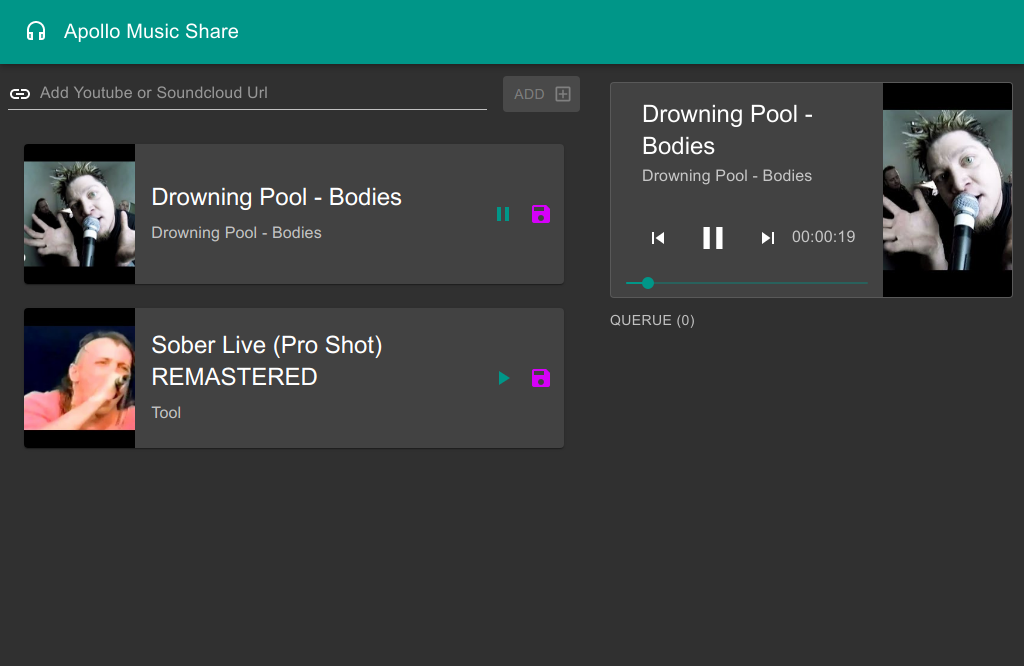 Apollo Music Share
Add Youtube or Soundcloud Url
ADD
Drowning Pool - Bodies
Drowning Pool - Bodies
Sober Live (Pro Shot)
REMASTERED
Tool
Drowning Pool -
Bodies
Drowning Pool - Bodies
00:00:19
QUERUE (0)